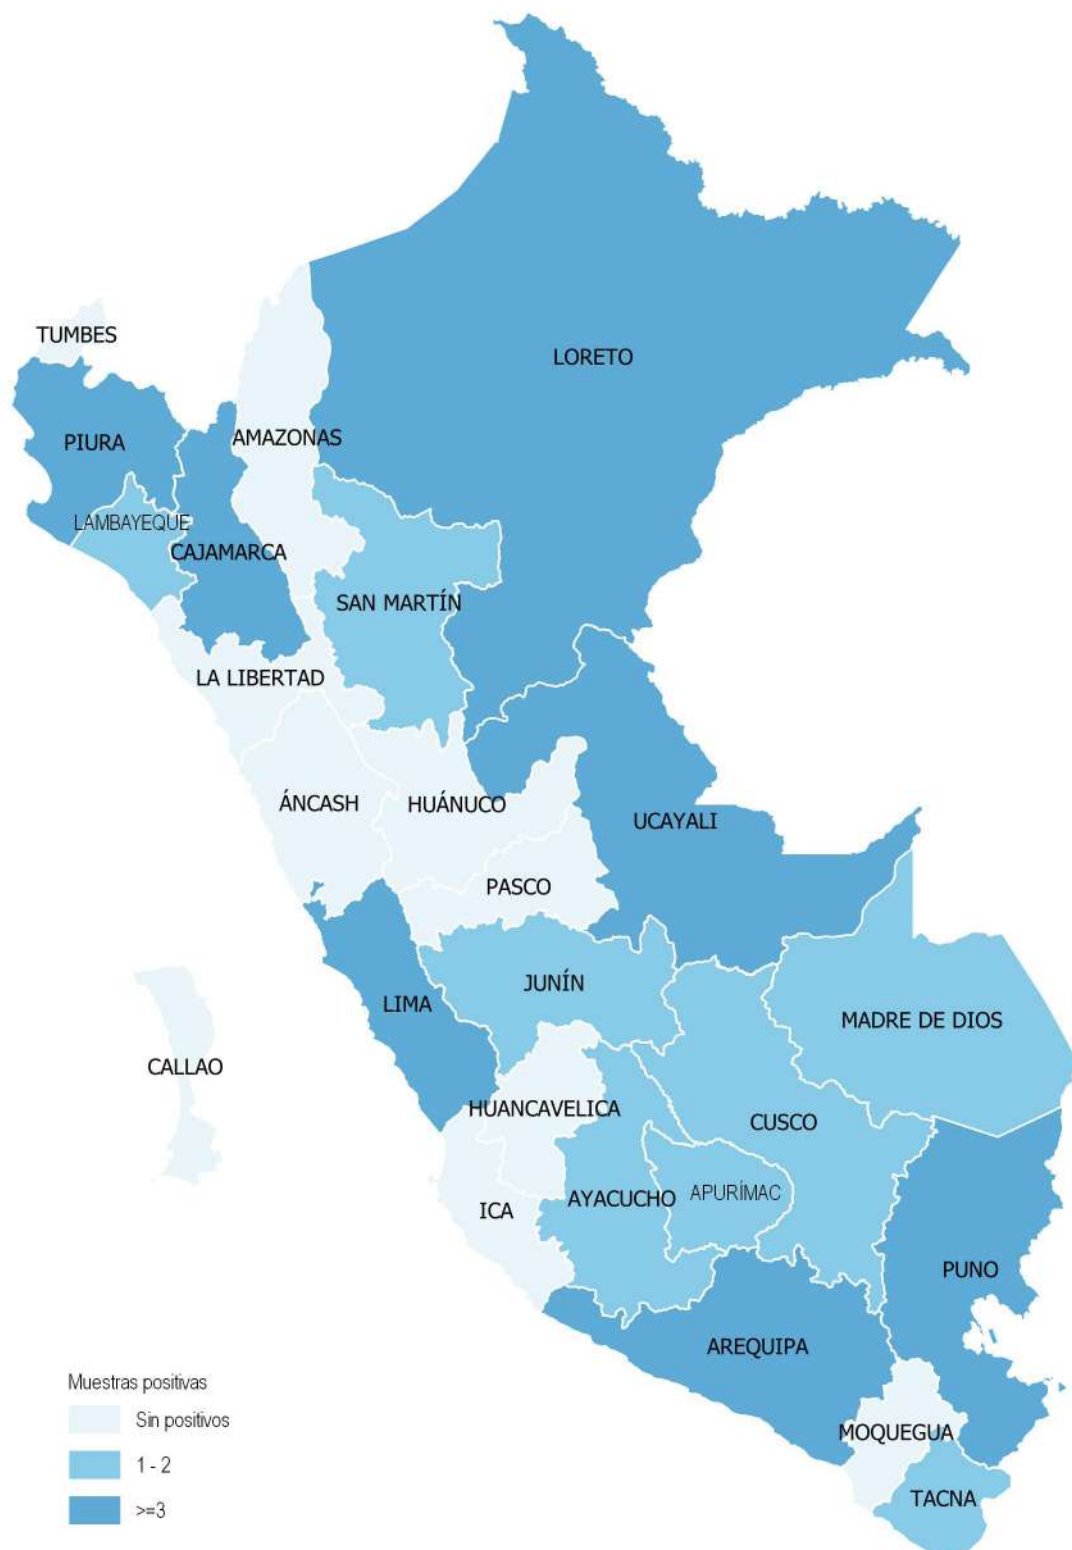 TUMBES
LORETO
PIURA
AMAZONAS
LAMBAYEQUE
CAJAMARCA
SAN MARTÍN
LA LIBERTAD
ÁNCASH
HUÁNUCO
UCAYALI
PASCO
JUNÍN
LIMA
MADRE DE DIOS
CALLAO
HUANCAVELICA
CUSCO
AYACUCHO
APURÍMAC
ICA
PUNO
AREQUIPA
MOQUEGUA
TACNA
Muestras positivas
Sin positivos
1 - 2
>=3